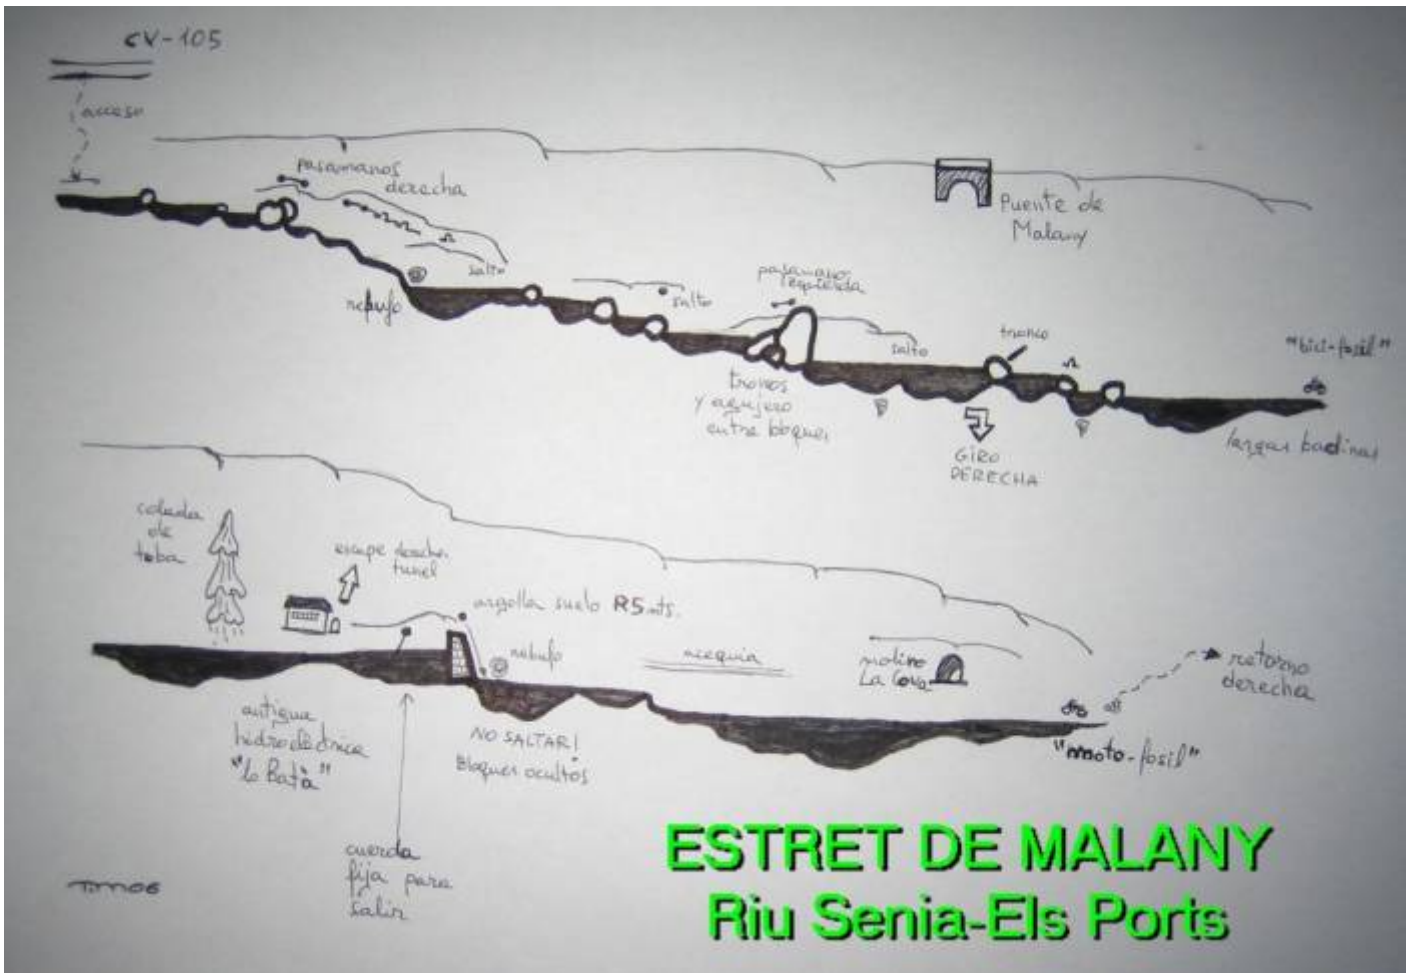 CV-105
acceso
pasamanos
derecha
Puente de
Malany
salto
rebufo
salto
pasamano
izquierda
salto
tronco
"bici-fosil"
troncos
y agujero
entre bloques
GIRO
DERECHA
largas badinas
colada
de
toba
escape derecha
tunel
argolla suelo R5 mts.
rebufo
acequia
molino
La Cova
retorno
derecha
antigua
hidroeléctrica
"lo Batà"
NO SALTAR!
Bloques ocultos
"moto-fosil"
cuerda
fija para
salir
ESTRET DE MALANY
Riu Senia-Els Ports